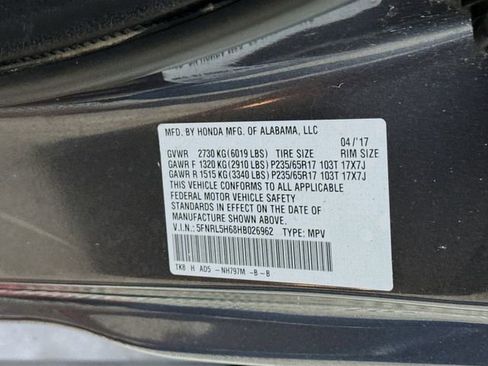 MFD. BY HONDA MFG. OF ALABAMA, LLC 04/'17
GVWR 2730 KG (6019 LBS) TIRE SIZE RIM SIZE
GAWR F 1320 KG (2910 LBS) P235/65R17 103T 17X7J
GAWR R 1515 KG (3340 LBS) P235/65R17 103T 17X7J
THIS VEHICLE CONFORMS TO ALL APPLICABLE
FEDERAL MOTOR VEHICLE SAFETY
STANDARDS IN EFFECT ON THE DATE OF
MANUFACTURE SHOWN ABOVE.
V.I.N.: 5FNRL5H68HB026962 TYPE: MPV
TK8 H AD5 -NH797M -B -B